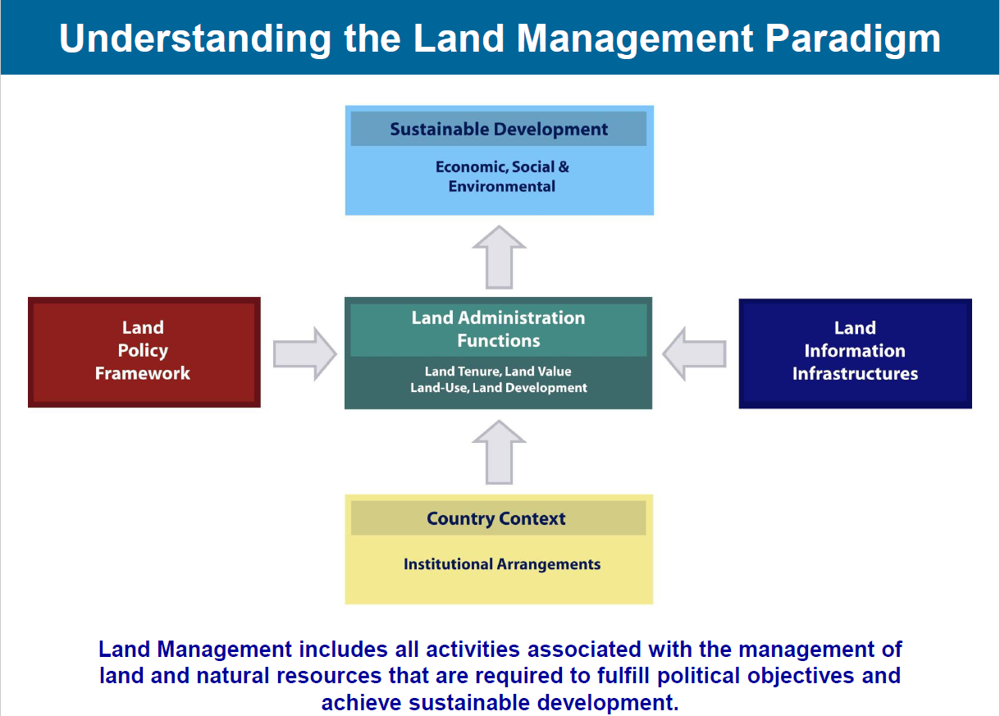 Understanding the Land Management Paradigm
Sustainable Development
Economic, Social &
Environmental
Land
Policy
Framework
Land Administration
Functions
Land Tenure, Land Value
Land-Use, Land Development
Land
Information
Infrastructures
Country Context
Institutional Arrangements
Land Management includes all activities associated with the management of
land and natural resources that are required to fulfill political objectives and
achieve sustainable development.